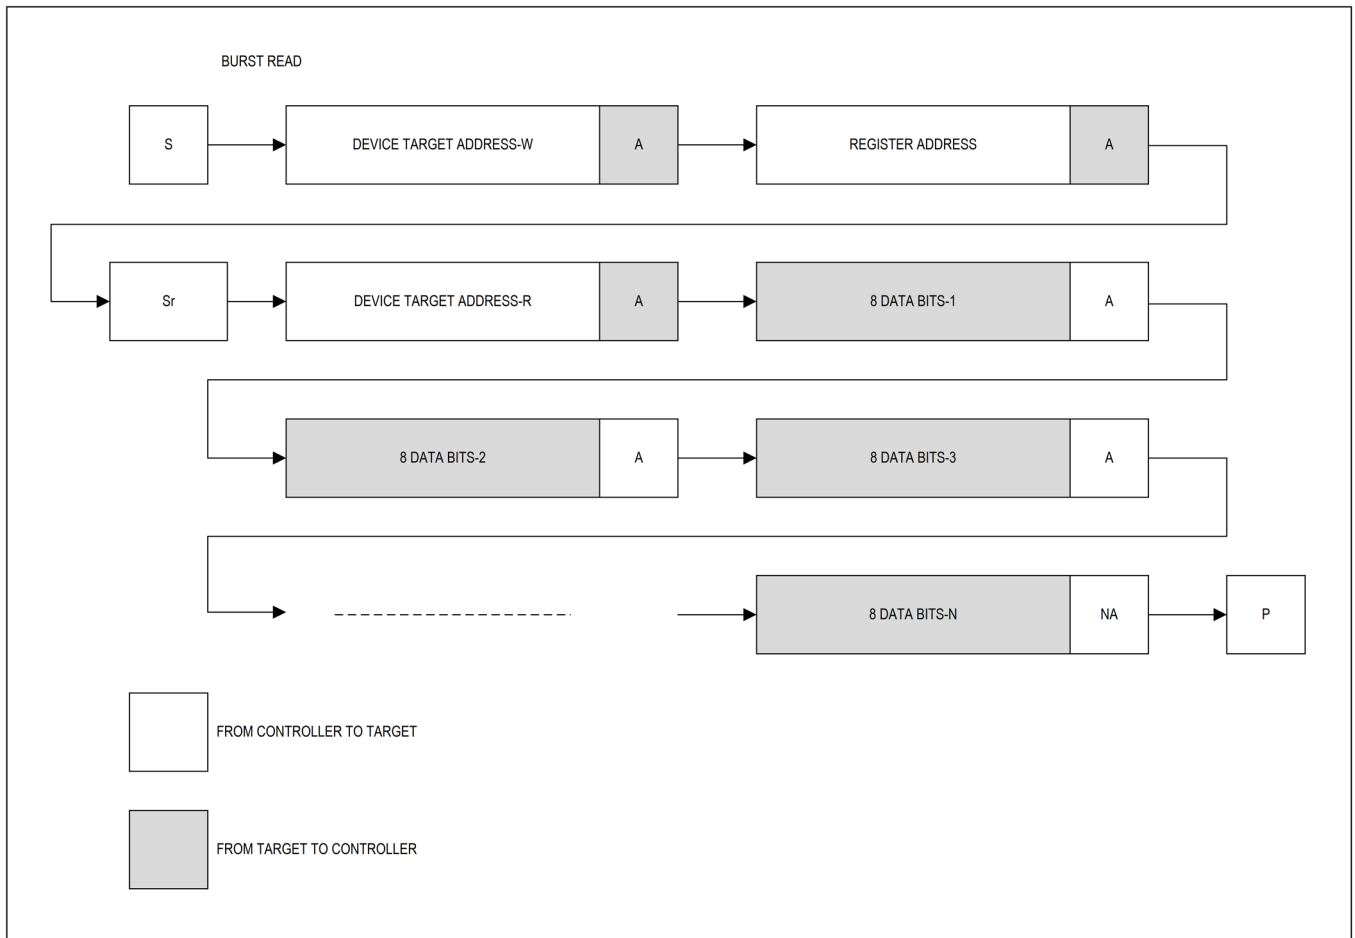 BURST READ
S
DEVICE TARGET ADDRESS-W
A
REGISTER ADDRESS
A
Sr
DEVICE TARGET ADDRESS-R
A
8 DATA BITS-1
A
8 DATA BITS-2
A
8 DATA BITS-3
A
8 DATA BITS-N
NA
P
FROM CONTROLLER TO TARGET
FROM TARGET TO CONTROLLER